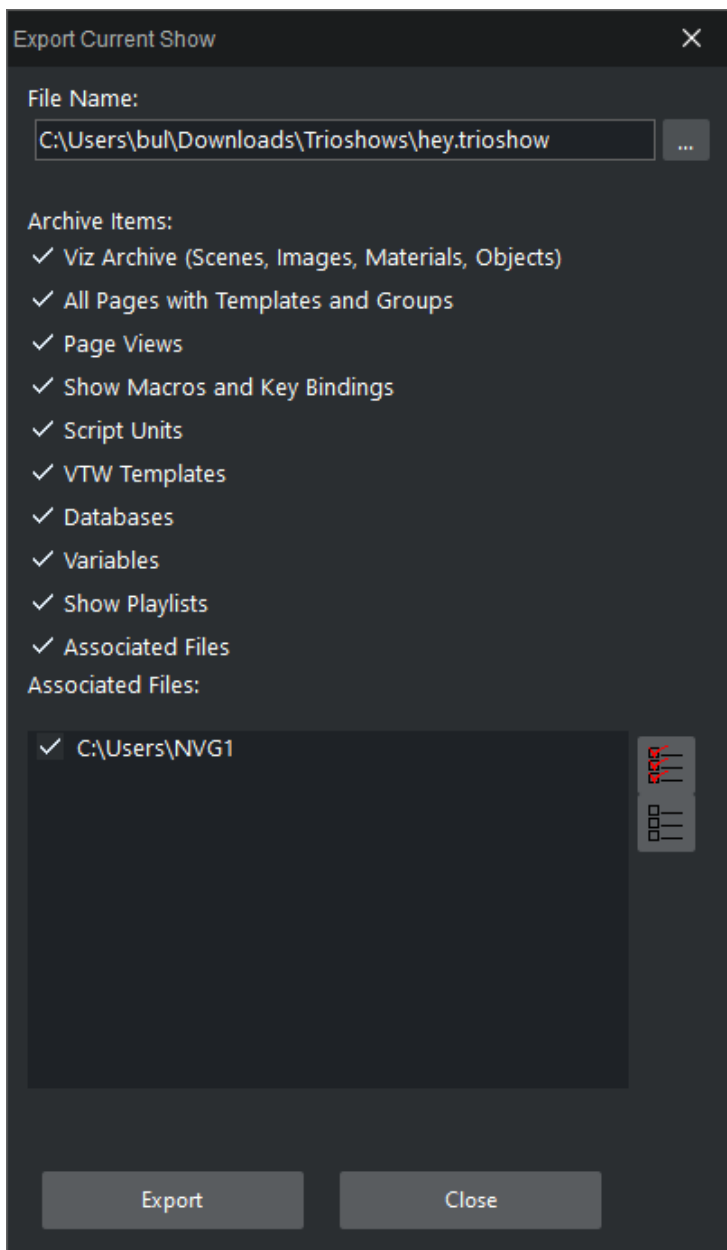 Export Current Show
File Name:
C:\Users\bul\Downloads\Trioshows\hey.trioshow
...
Archive Items:
Viz Archive (Scenes, Images, Materials, Objects)
All Pages with Templates and Groups
Page Views
Show Macros and Key Bindings
Script Units
VTW Templates
Databases
Variables
Show Playlists
Associated Files
Associated Files:
C:\Users\NVG1
Export
Close